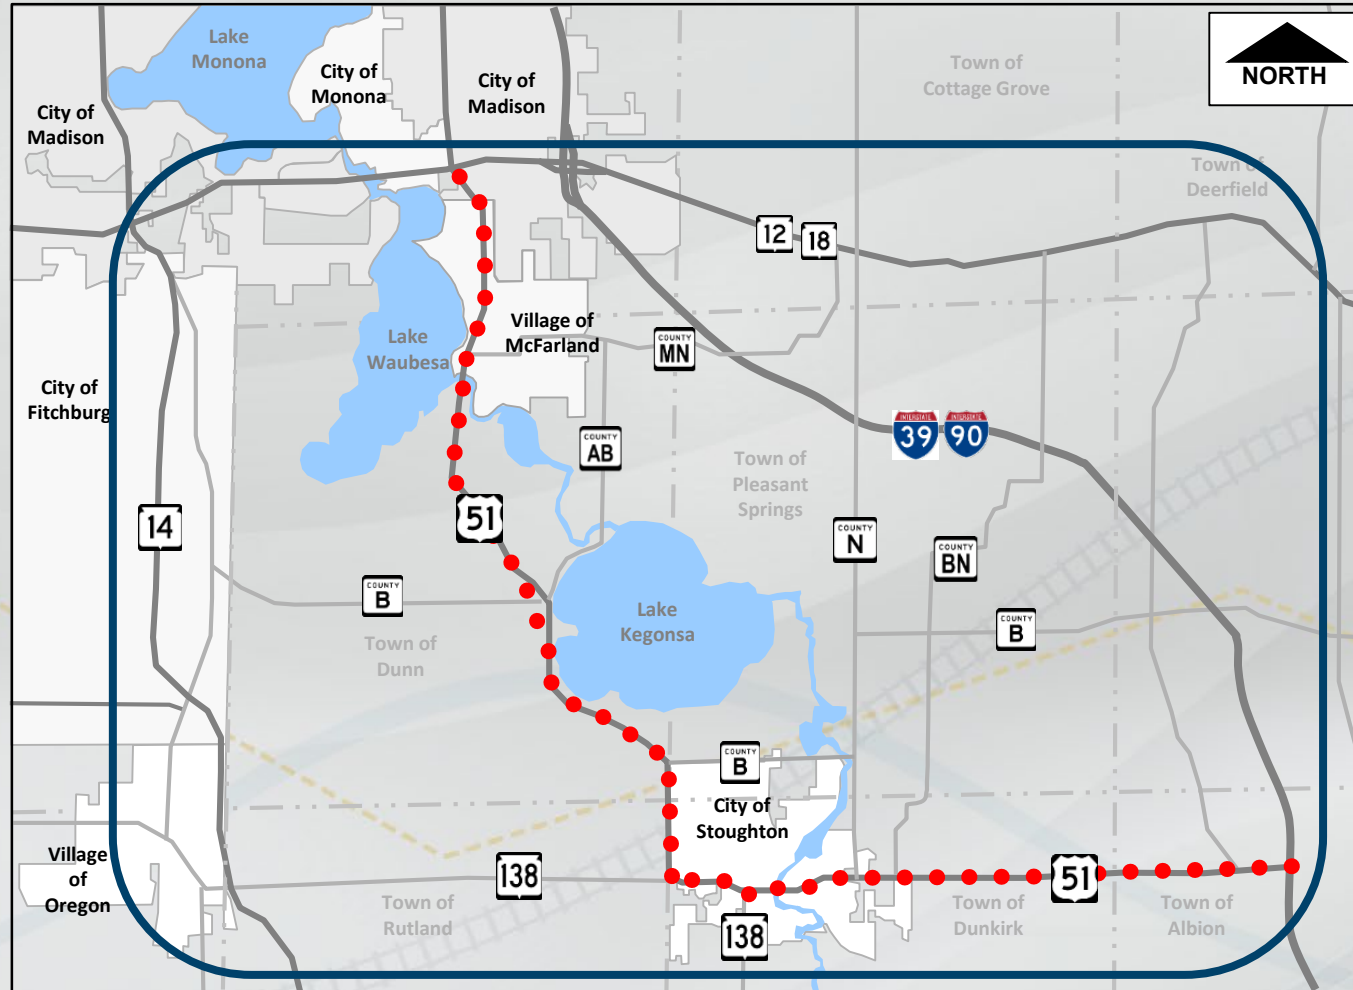 Lake
Monona
City of
Monona
City of
Madison
Town of
Cottage Grove
NORTH
City of
Madison
Town of
Deerfield
12
18
Village of
McFarland
Lake
Waubesa
COUNTY
MN
City of
Fitchburg
INTERSTATE
39
INTERSTATE
90
COUNTY
AB
Town of
Pleasant
Springs
14
51
COUNTY
N
COUNTY
BN
COUNTY
B
Lake
Kegonsa
COUNTY
B
Town of
Dunn
COUNTY
B
City of
Stoughton
Village
of
Oregon
138
51
Town of
Rutland
138
Town of
Dunkirk
Town of
Albion